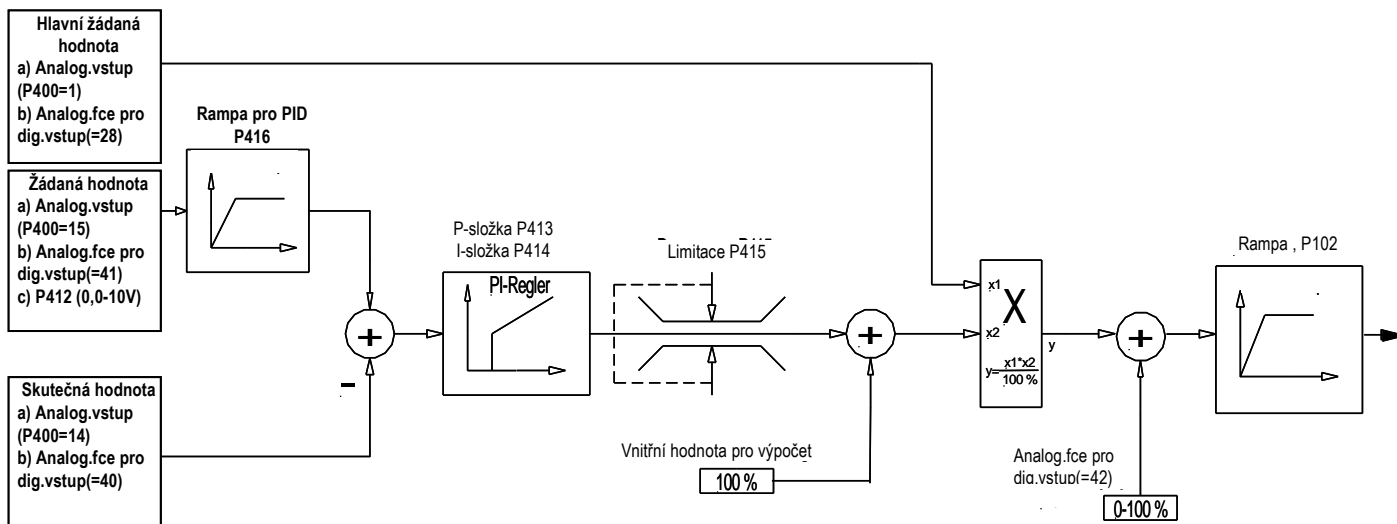 Hlavní žádaná
hodnota
a) Analog.vstup
(P400=1)
b) Analog.fce pro
dig.vstup(=28)
Rampa pro PID
P416
Žádaná hodnota
a) Analog.vstup
(P400=15)
b) Analog.fce pro
dig.vstup(=41)
c) P412 (0,0-10V)
Skutečná hodnota
a) Analog.vstup
(P400=14)
b) Analog.fce pro
dig.vstup(=40)
+
-
P-složka P413
I-složka P414
PI-Regler
Limitace P415
+
Vnitřní hodnota pro výpočet
100 %
x1
X
x2
y=x1*x2
100 %
y
+
Analog.fce pro
dig.vstup(=42)
0-100 %
Rampa , P102